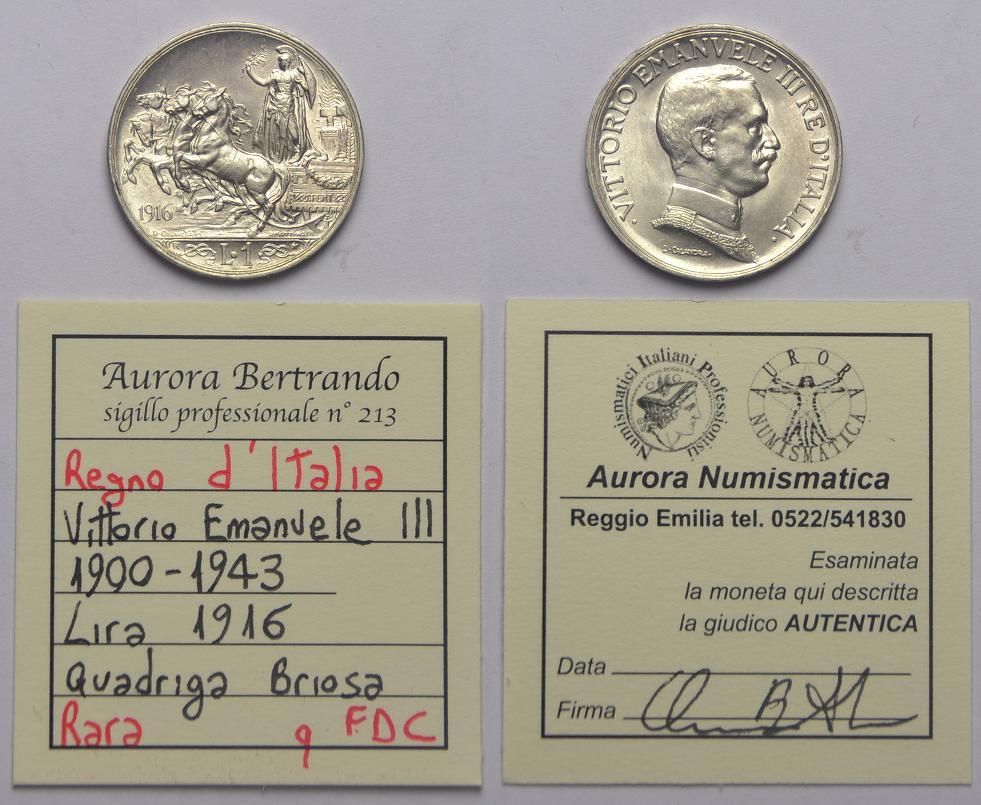 1916
L·1
· VITTORIO EMANVELE III RE D'ITALIA ·
D·CALANDRA·
Aurora Bertrando
sigillo professionale n° 213
Regno d'Italia
Vittorio Emanuele III
1900-1943
Lira 1916
Quadriga Briosa
Rara q FDC
Numismatici Italiani Professionisti
AURORA NUMISMATICA
Aurora Numismatica
Reggio Emilia tel. 0522/541830
Esaminata
la moneta qui descritta
la giudico AUTENTICA
Data
Firma